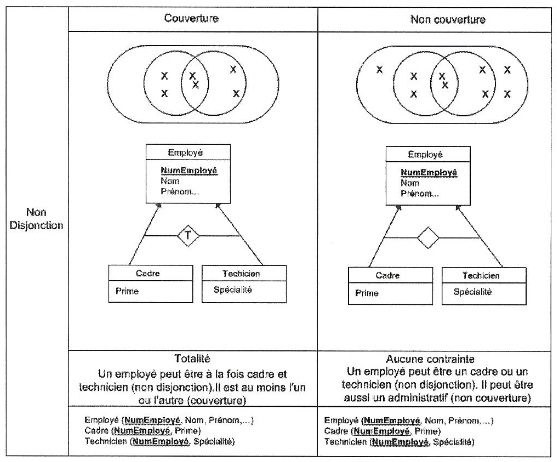 Couverture
Non couverture
Non
Disjonction
X X X
X X X
X X X X X
X X X X
Employé
NumEmployé
Nom
Prénom...
T
Cadre
Prime
Techicien
Spécialité
Employé
NumEmployé
Nom
Prénom...
Cadre
Prime
Techicien
Spécialité
Totalité
Un employé peut être à la fois cadre et
technicien (non disjonction).Il est au moins l'un
ou l'autre (couverture)
Aucune contrainte
Un employé peut être un cadre ou un
technicien (non disjonction). Il peut être
aussi un administratif (non couverture)
Employé (NumEmployé, Nom, Prénom,...)
Cadre (NumEmployé, Prime)
Technicien (NumEmployé, Spécialité)
Employé (NumEmployé, Nom, Prénom,...)
Cadre (NumEmployé, Prime)
Technicien (NumEmployé, Spécialité)